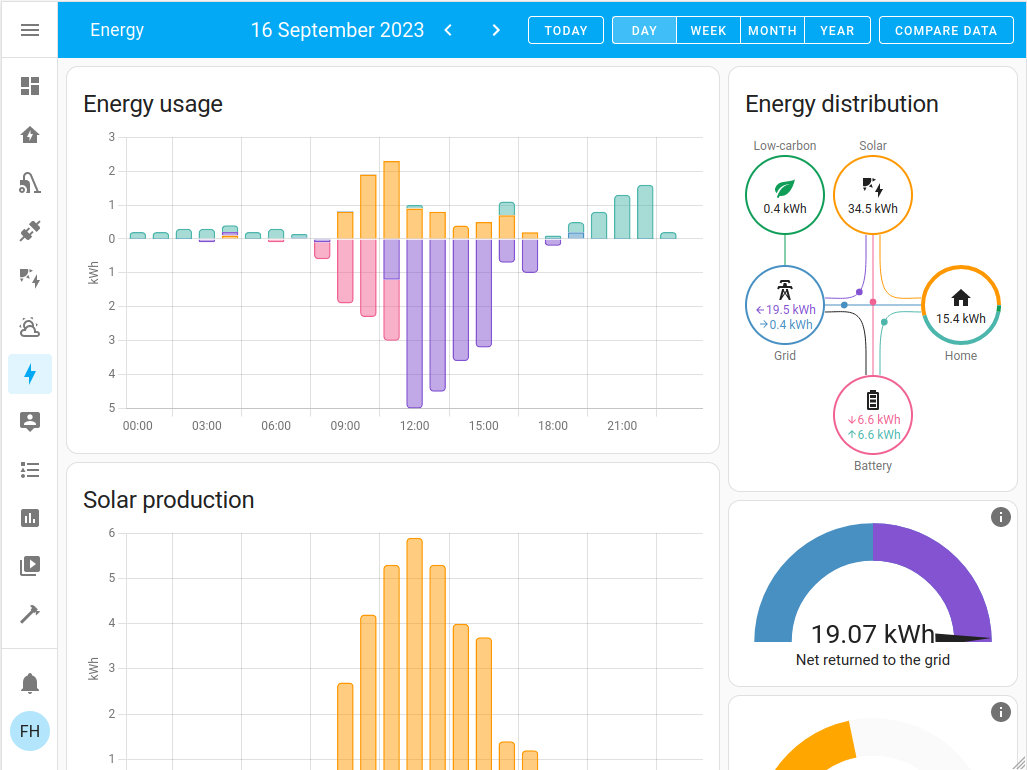 Energy
16 September 2023
TODAY
DAY WEEK MONTH YEAR
COMPARE DATA
Energy usage
3
2
1
0
1
2
3
4
5
kWh
00:00 03:00 06:00 09:00 12:00 15:00 18:00 21:00
Solar production
6
5
4
3
2
1
kWh
Energy distribution
Low-carbon Solar
0.4 kWh 34.5 kWh
←19.5 kWh
→0.4 kWh
15.4 kWh
Grid Home
↓6.6 kWh
↑6.6 kWh
Battery
19.07 kWh
Net returned to the grid
FH